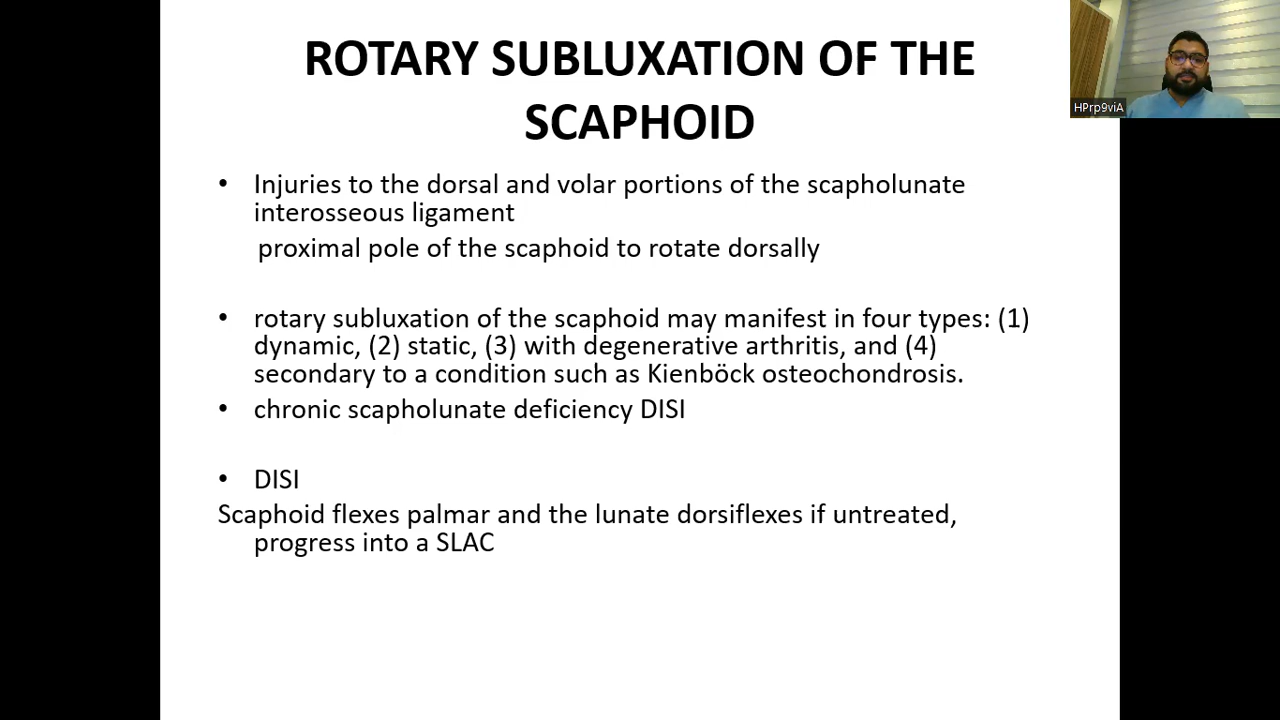 ROTARY SUBLUXATION OF THE
SCAPHOID
HPrp9viA
• Injuries to the dorsal and volar portions of the scapholunate
interosseous ligament
proximal pole of the scaphoid to rotate dorsally
• rotary subluxation of the scaphoid may manifest in four types: (1)
dynamic, (2) static, (3) with degenerative arthritis, and (4)
secondary to a condition such as Kienböck osteochondrosis.
• chronic scapholunate deficiency DISI
• DISI
Scaphoid flexes palmar and the lunate dorsiflexes if untreated,
progress into a SLAC